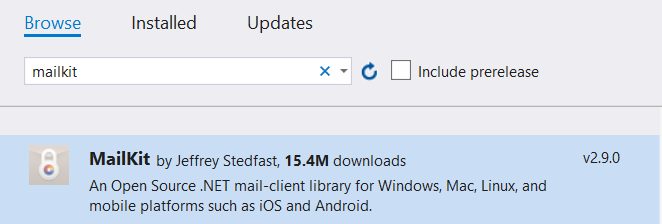 Browse Installed Updates
mailkit Include prerelease
MailKit by Jeffrey Stedfast, 15.4M downloads v2.9.0
An Open Source .NET mail-client library for Windows, Mac, Linux, and
mobile platforms such as iOS and Android.